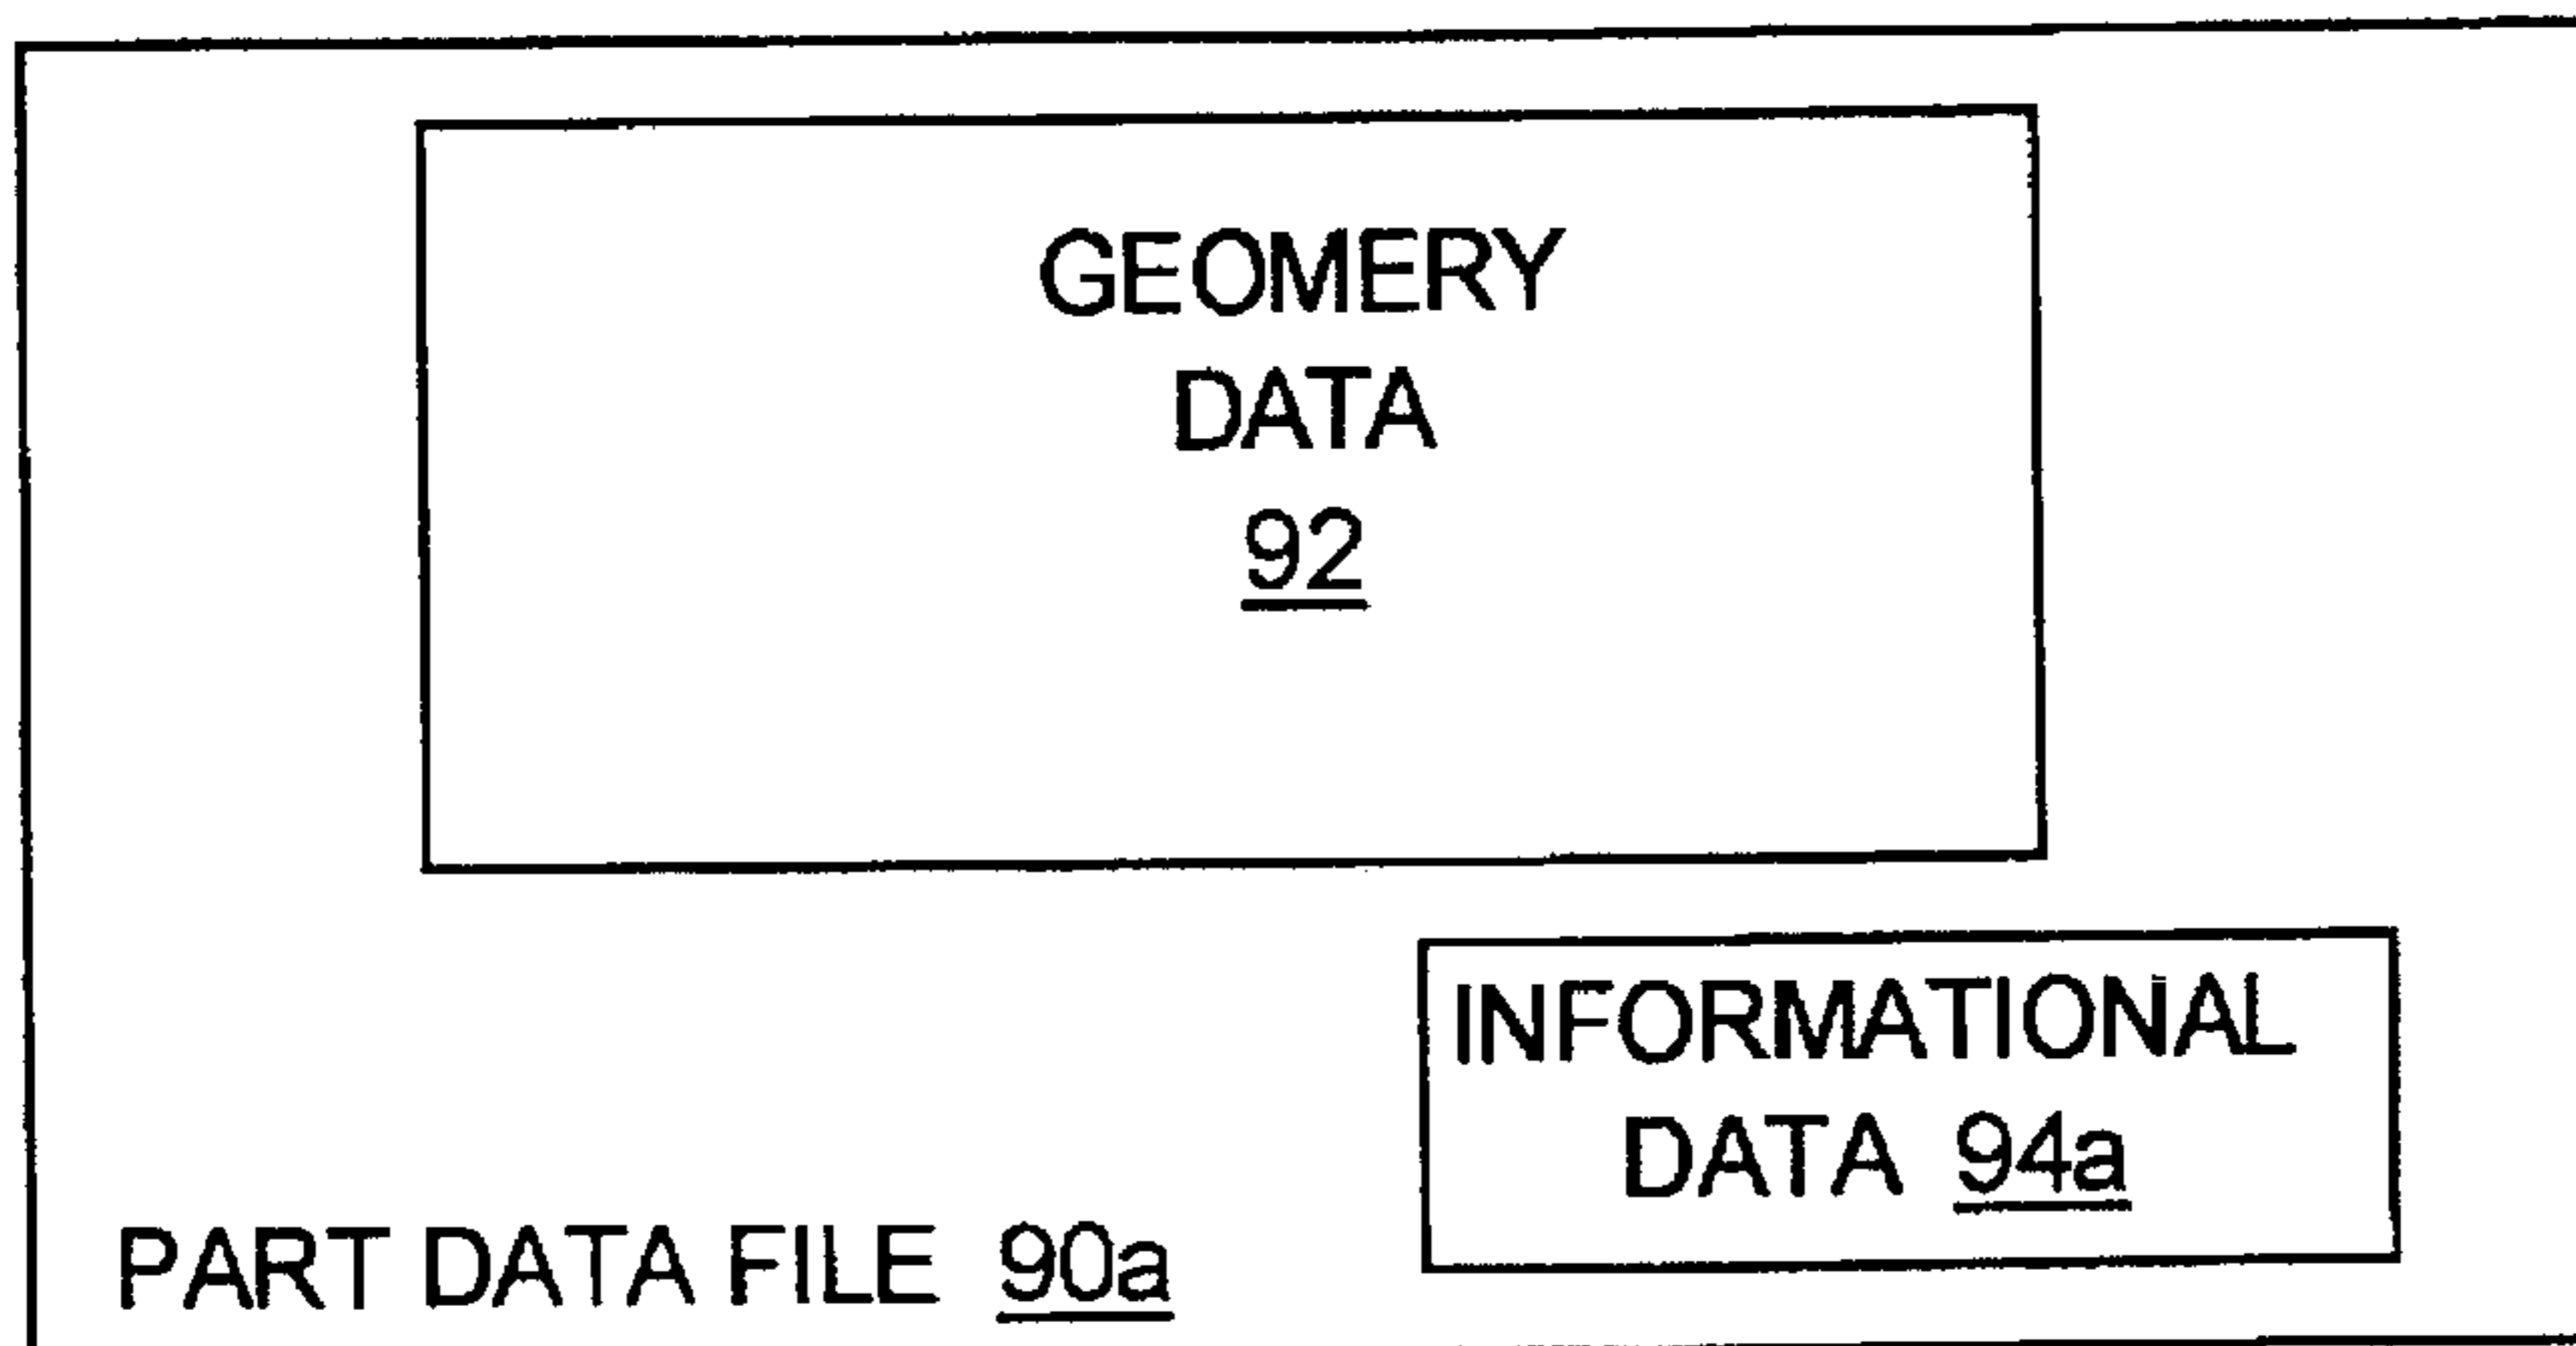 GEOMERY
DATA
92
INFORMATIONAL
DATA 94a
PART DATA FILE 90a